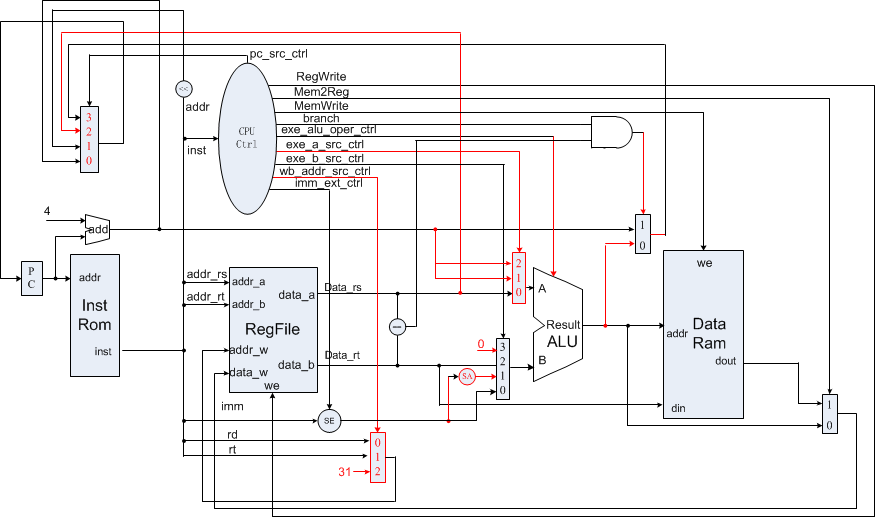 pc_src_ctrl
RegWrite
Mem2Reg
MemWrite
branch
exe_alu_oper_ctrl
exe_a_src_ctrl
exe_b_src_ctrl
wb_addr_src_ctrl
imm_ext_ctrl
<<
addr
inst
CPU
Ctrl
3
2
1
0
4
add
PC
addr
Inst
Rom
inst
addr_rs
addr_rt
addr_a
addr_b
RegFile
addr_w
data_w
we
data_a
data_b
Data_rs
Data_rt
==
imm
SE
rd
rt
31
0
1
2
2
1
0
0
3
2
1
0
SA
A
B
Result
ALU
1
0
we
addr
Data
Ram
dout
din
1
0